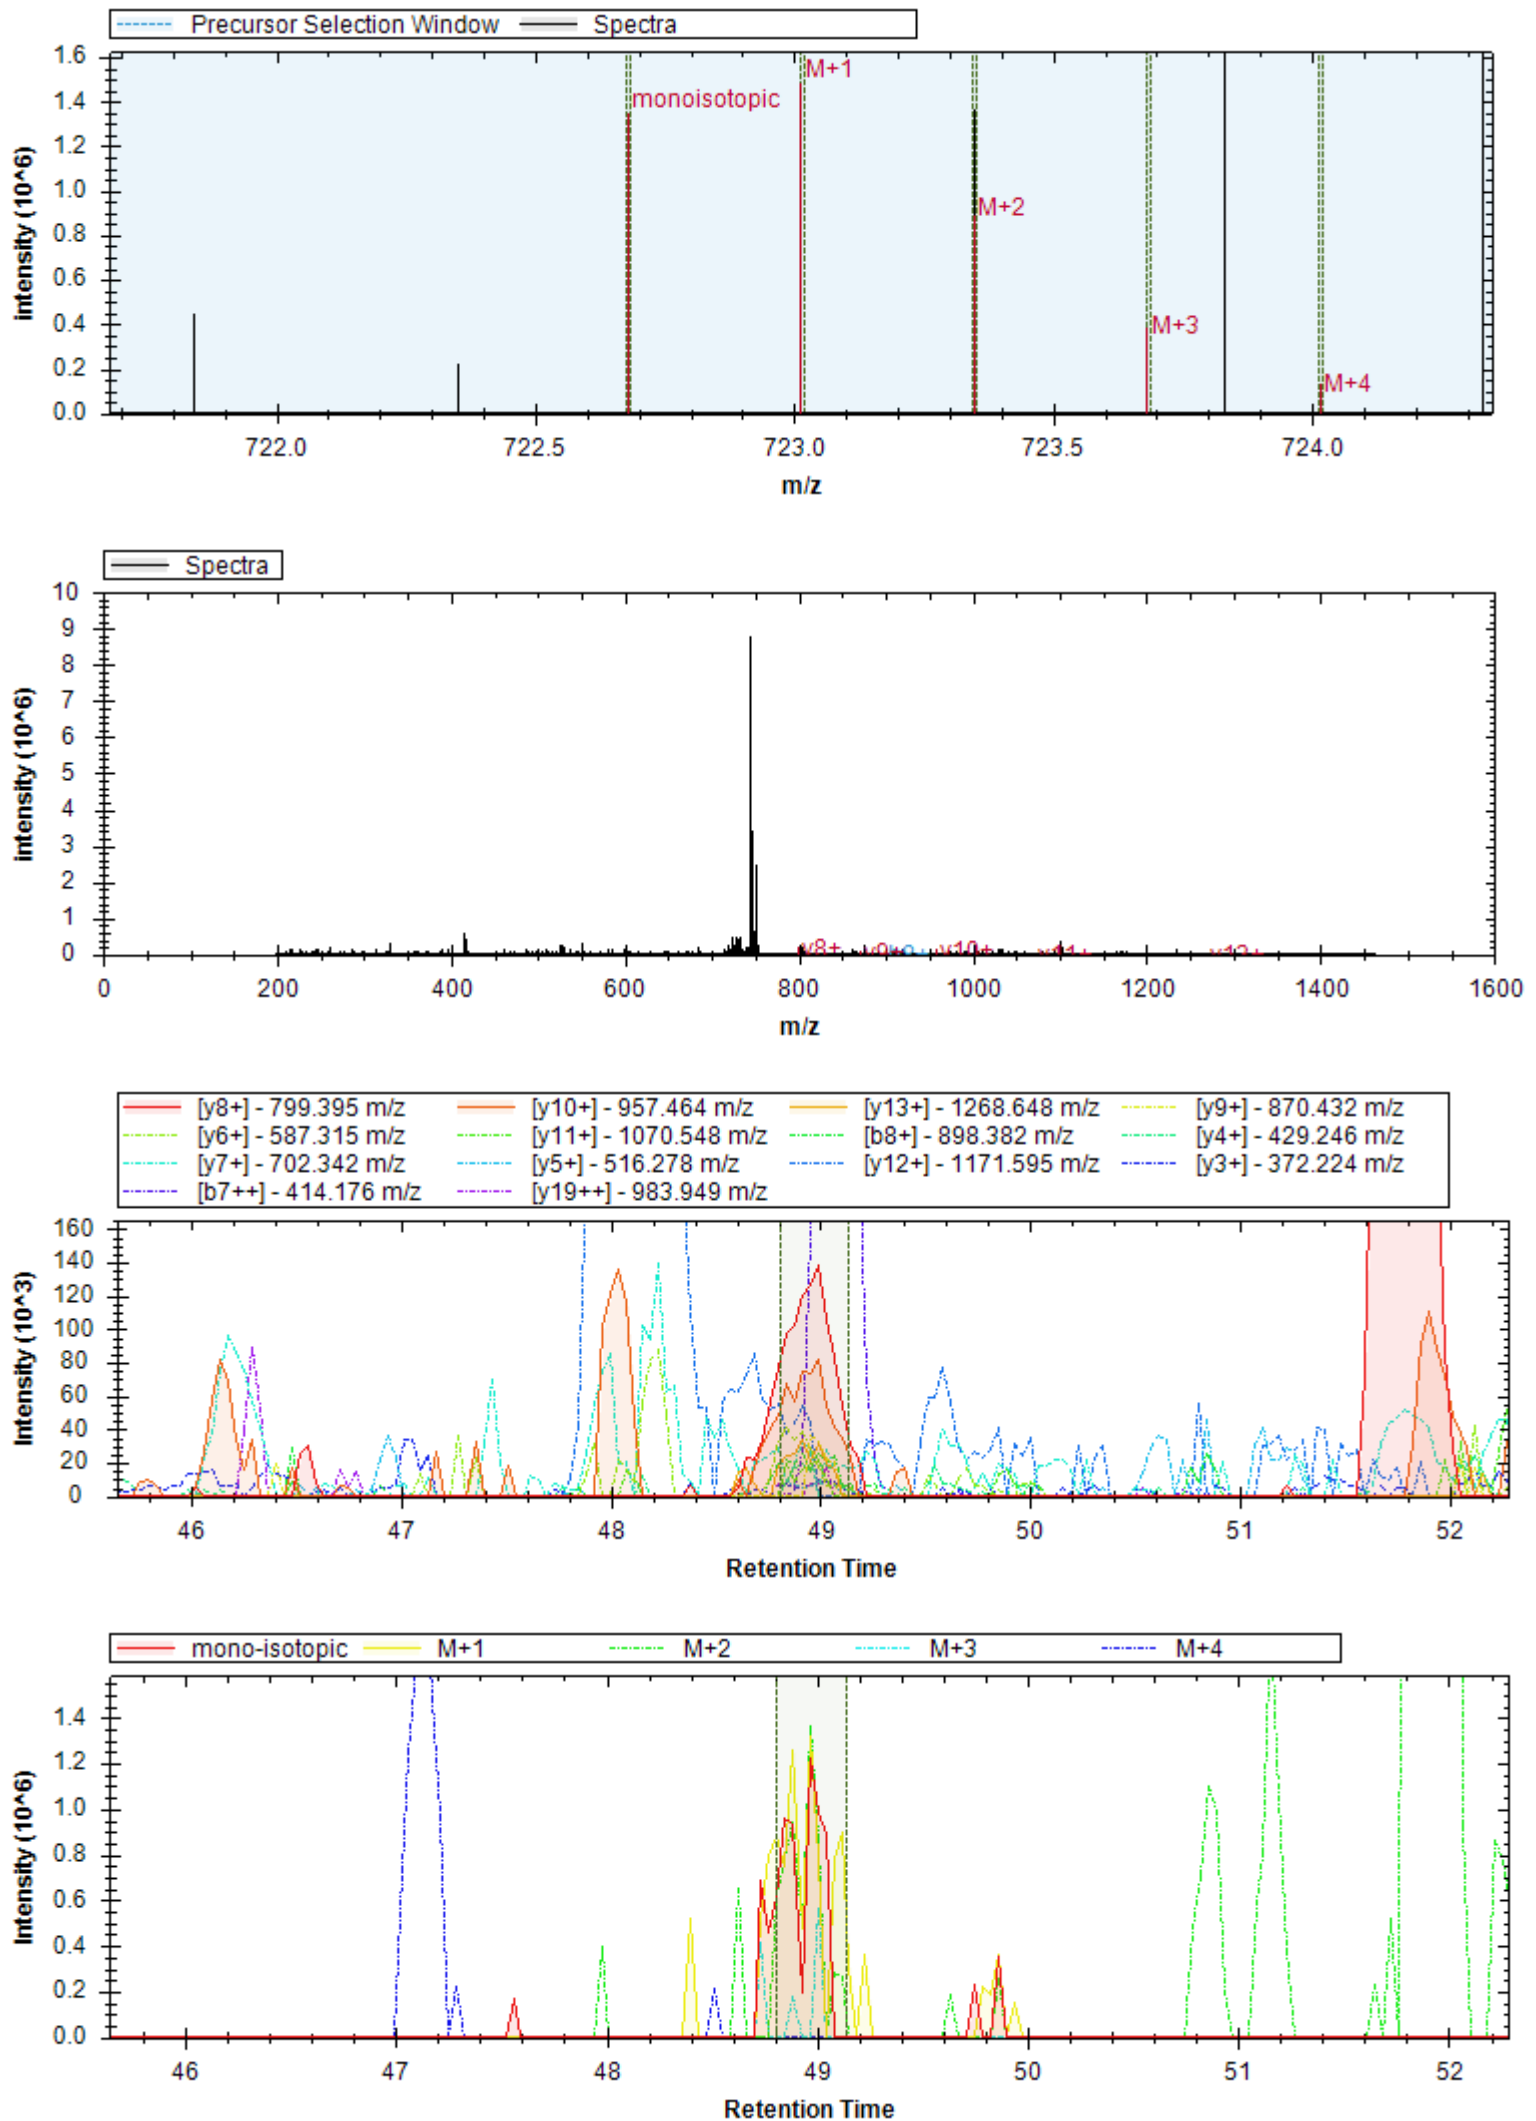 Precursor Selection Window Spectra
1.6
1.4
1.2
1.0
0.8
0.6
0.4
0.2
0.0
intensity (10^6)
monoisotopic
M+1
M+2
M+3
M+4
722.0 722.5 723.0 723.5 724.0
m/z
Spectra
10
9
8
7
6
5
4
3
2
1
0
intensity (10^6)
y8+ y10+
0 200 400 600 800 1000 1200 1400 1600
m/z
[y8+] - 799.395 m/z [y10+] - 957.464 m/z [y13+] - 1268.648 m/z [y9+] - 870.432 m/z
[y6+] - 587.315 m/z [y11+] - 1070.548 m/z [b8+] - 898.382 m/z [y4+] - 429.246 m/z
[y7+] - 702.342 m/z [y5+] - 516.278 m/z [y12+] - 1171.595 m/z [y3+] - 372.224 m/z
[b7++] - 414.176 m/z [y19++] - 983.949 m/z
160
140
120
100
80
60
40
20
0
Intensity (10^3)
46 47 48 49 50 51 52
Retention Time
mono-isotopic M+1 M+2 M+3 M+4
1.4
1.2
1.0
0.8
0.6
0.4
0.2
0.0
Intensity (10^6)
46 47 48 49 50 51 52
Retention Time